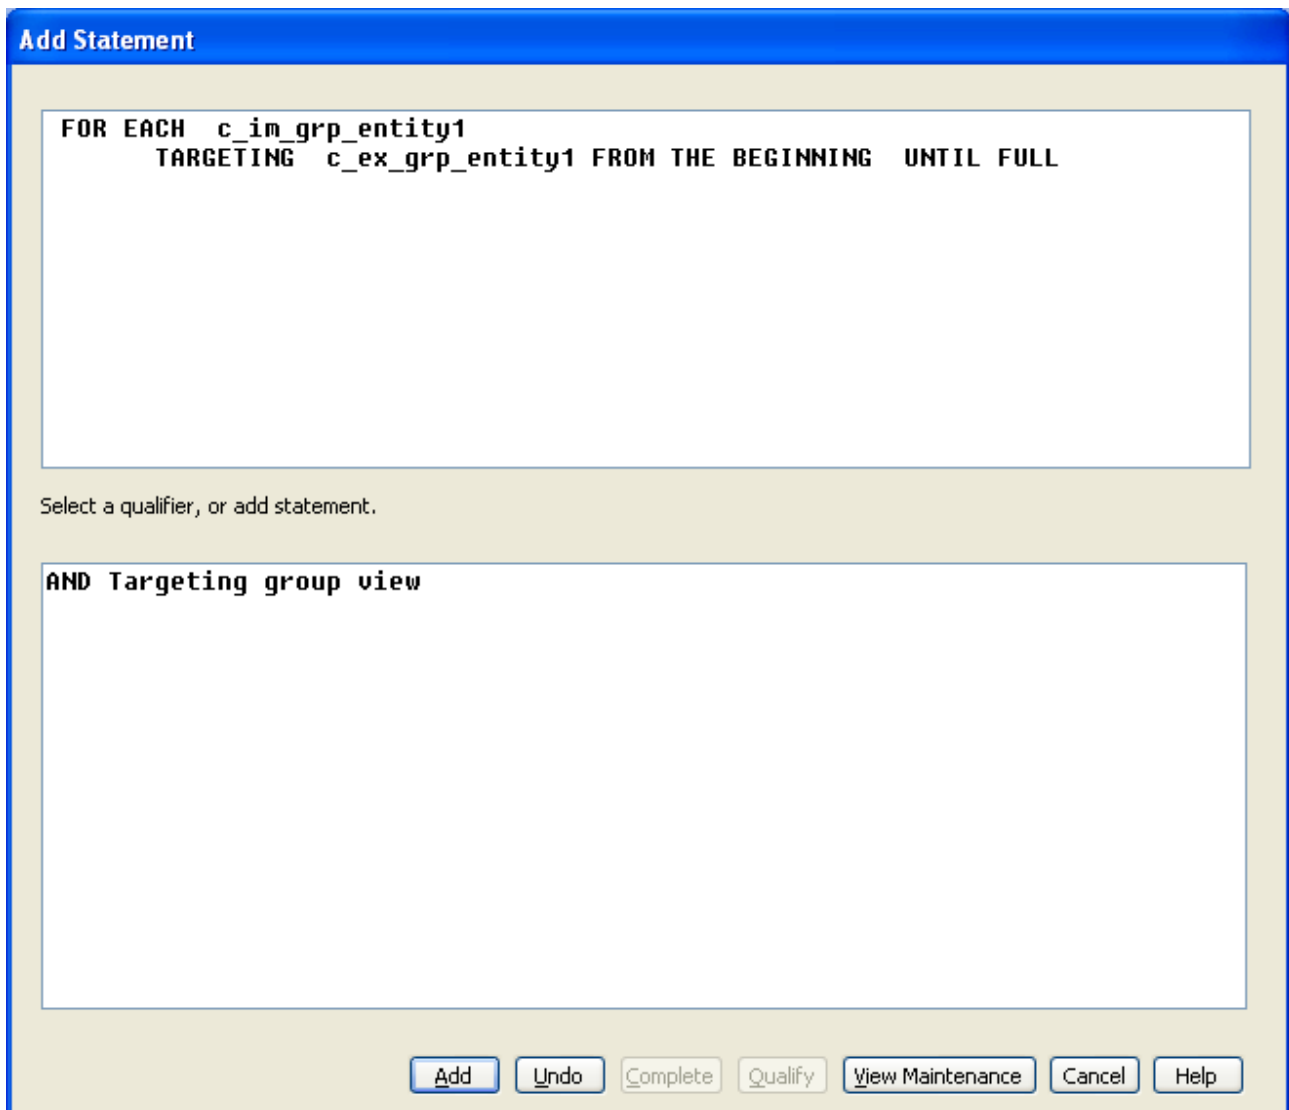 Add Statement
FOR EACH c_im_grp_entity1
TARGETING c_ex_grp_entity1 FROM THE BEGINNING UNTIL FULL
Select a qualifier, or add statement.
AND Targeting group view
Add Undo Complete Qualify View Maintenance Cancel Help